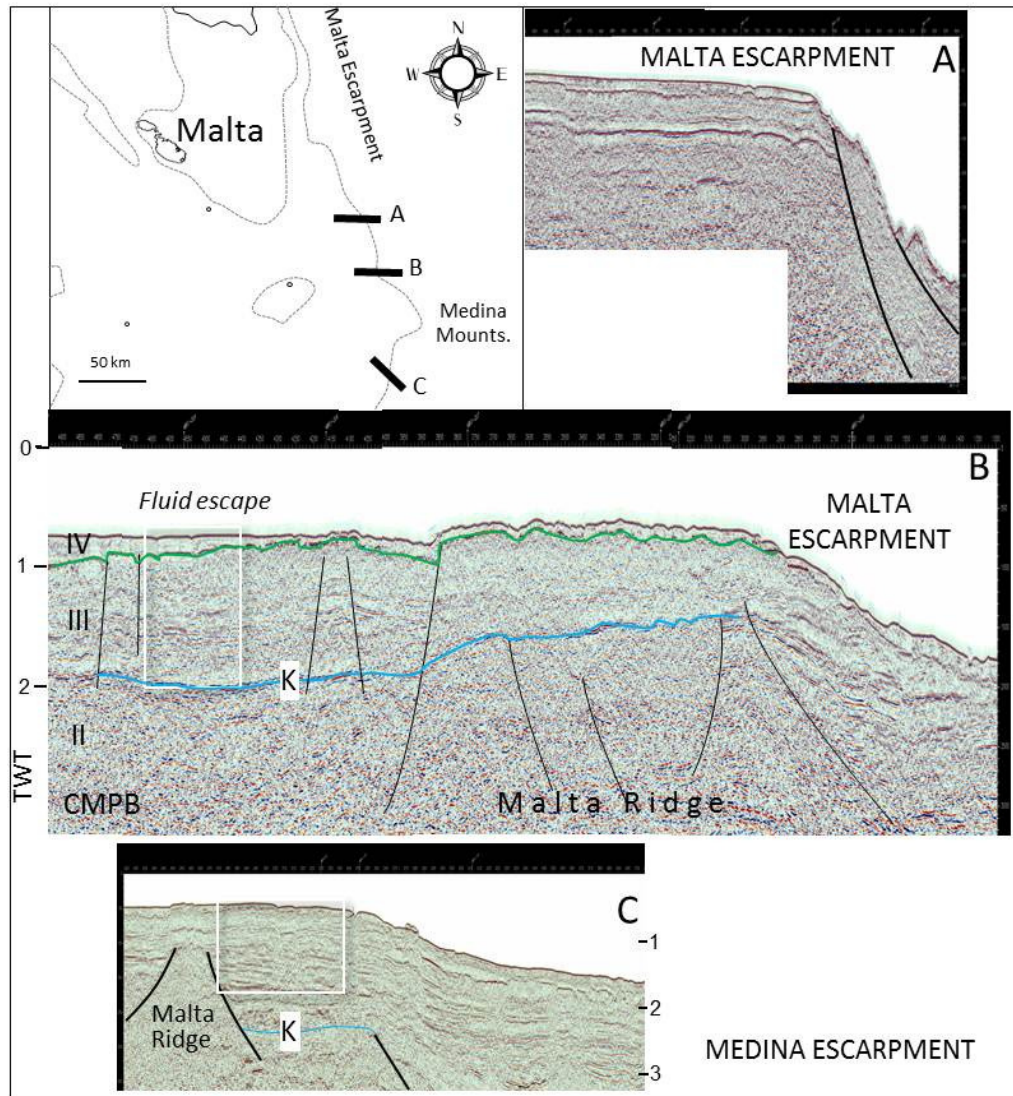 N
W
E
S
Malta Escarpment
Malta
A
B
Medina
Mounts.
50 km
C
MALTA ESCARPMENT
A
0
B
Fluid escape
MALTA
ESCARPMENT
IV
1
III
K
2
II
TWT
CMPB
Malta Ridge
C
1
2
Malta
Ridge
K
3
MEDINA ESCARPMENT